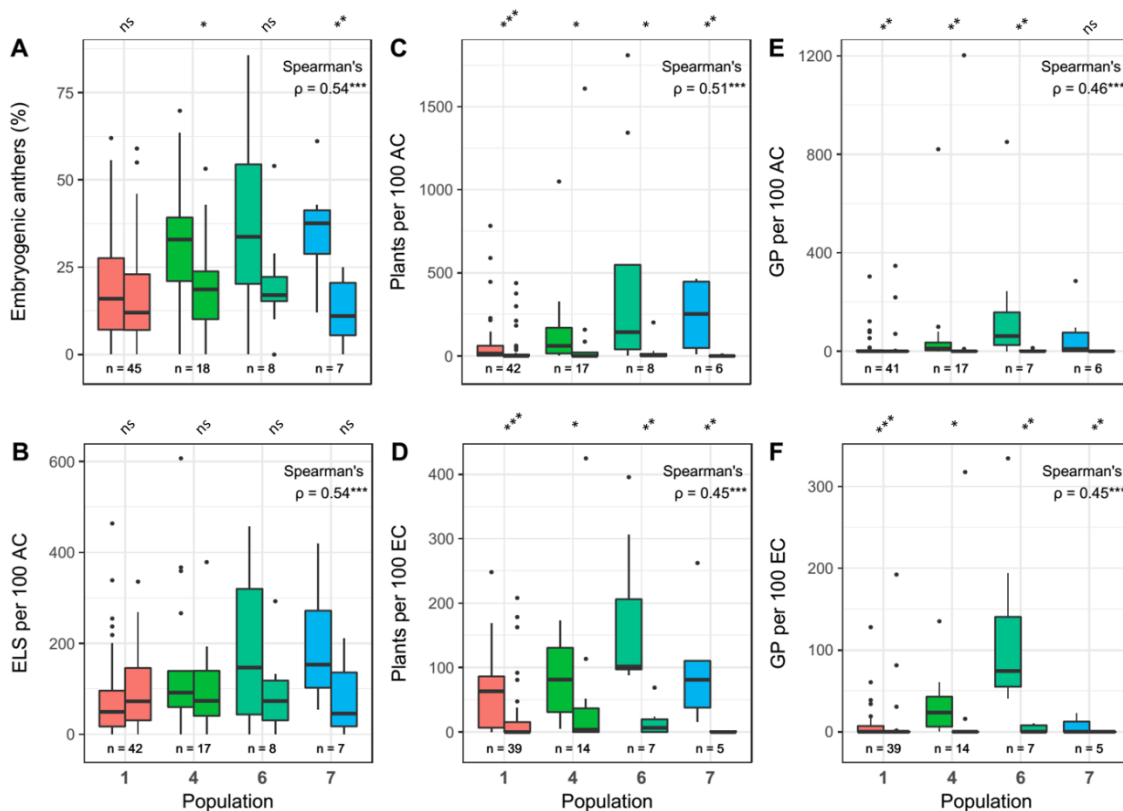 A
ns
*
ns
**
Spearman's
ρ = 0.54***
Embryogenic anthers (%)
75
50
25
0
n = 45
n = 18
n = 8
n = 7
C
***
*
*
**
Spearman's
ρ = 0.51***
Plants per 100 AC
1500
1000
500
0
n = 42
n = 17
n = 8
n = 6
E
**
**
**
ns
Spearman's
ρ = 0.46***
GP per 100 AC
1200
800
400
0
n = 41
n = 17
n = 7
n = 6
B
ns
ns
ns
ns
Spearman's
ρ = 0.54***
ELS per 100 AC
600
400
200
0
n = 42
n = 17
n = 8
n = 7
1
4
6
7
Population
D
***
*
**
**
Spearman's
ρ = 0.45***
Plants per 100 EC
400
300
200
100
0
n = 39
n = 14
n = 7
n = 5
1
4
6
7
Population
F
***
*
**
**
Spearman's
ρ = 0.45***
GP per 100 EC
300
200
100
0
n = 39
n = 14
n = 7
n = 5
1
4
6
7
Population